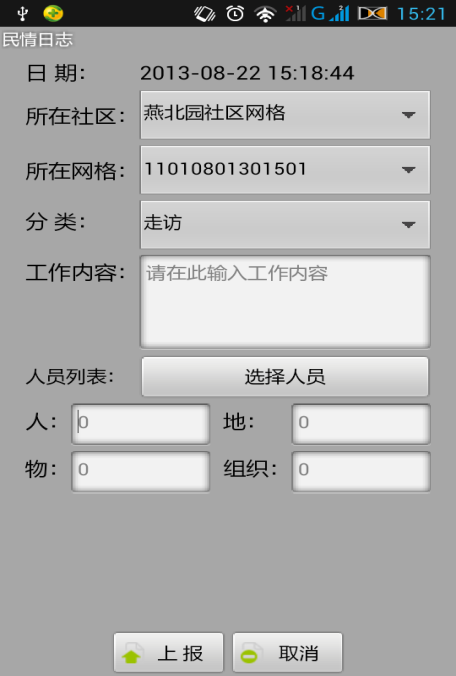 G 15:21
民情日志
日 期： 2013-08-22 15:18:44
所在社区： 燕北园社区网格
所在网格： 11010801301501
分 类： 走访
工作内容： 请在此输入工作内容
人员列表： 选择人员
人： 0 地： 0
物： 0 组织： 0
上 报 取消